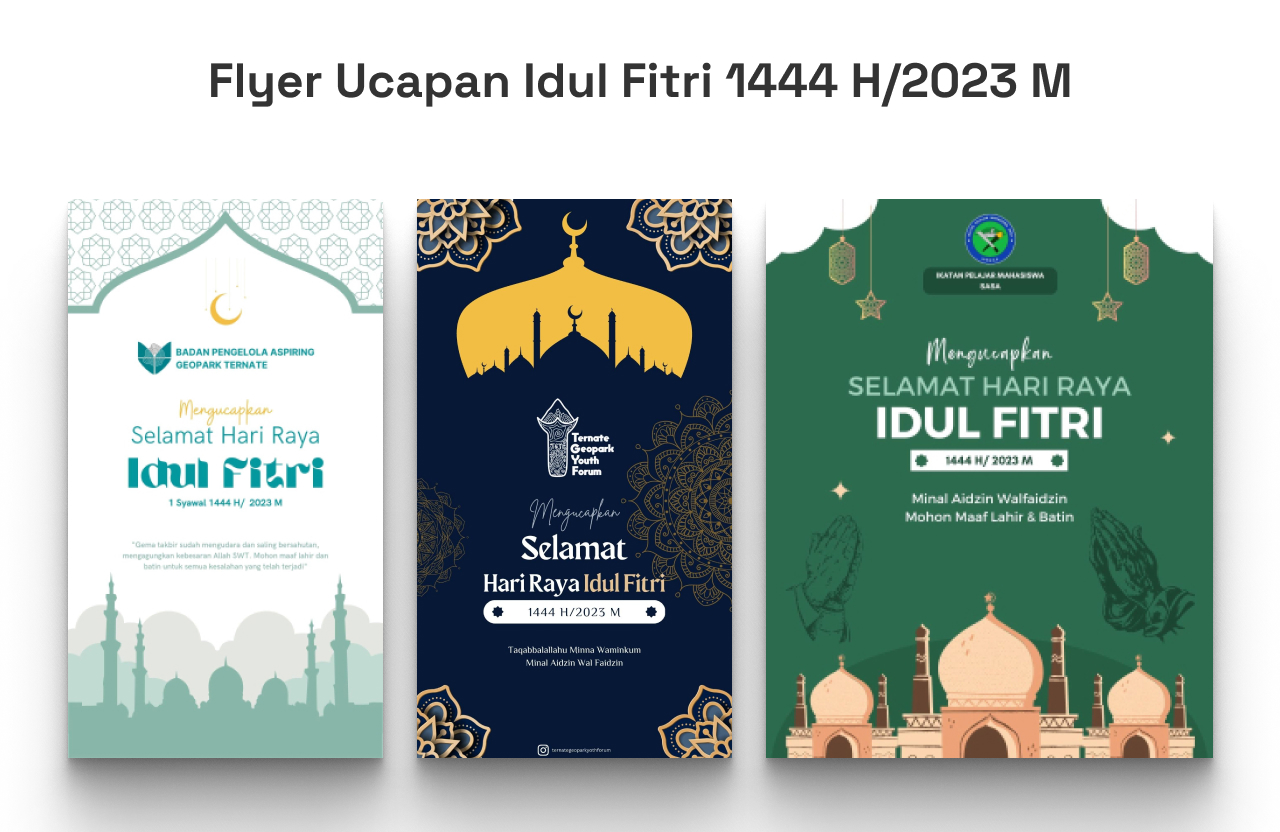 Flyer Ucapan Idul Fitri 1444 H/2023 M
BADAN PENGELOLA ASPIRING
GEOPARK TERNATE
Mengucapkan
Selamat Hari Raya
Idul Fitri
1 Syawal 1444 H/ 2023 M
"Gema takbir sudah mengudara dan saling bersahutan,
mengagungkan kebesaran Allah SWT. Mohon maaf lahir dan
batin untuk semua kesalahan yang telah terjadi"
Ternate
Geopark
Youth
Forum
Mengucapkan
Selamat
Hari Raya Idul Fitri
1444 H/2023 M
Taqabbalallahu Minna Waminkum
Minal Aidzin Wal Faidzin
ternategeoparkyothforum
IKATAN PELAJAR MAHASISWA
SASA
Mengucapkan
SELAMAT HARI RAYA
IDUL FITRI
1444 H/ 2023 M
Minal Aidzin Walfaidzin
Mohon Maaf Lahir & Batin